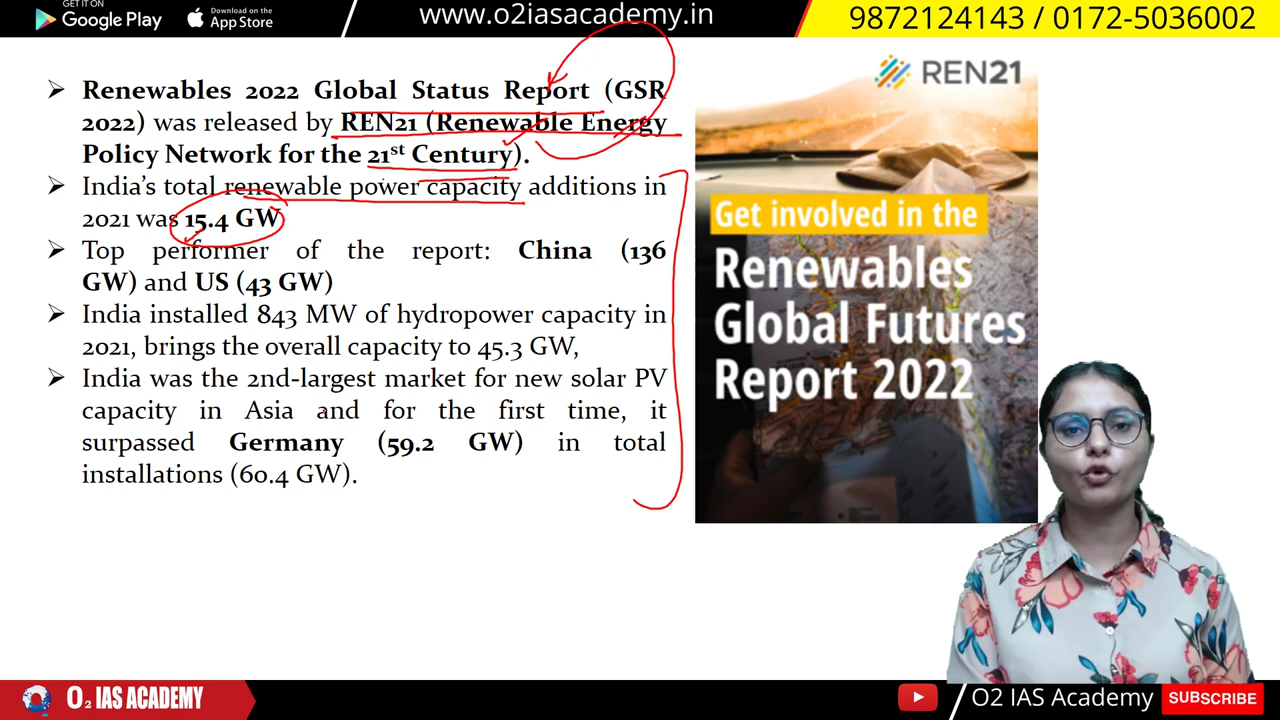 GET IT ON
Google Play
Download on the
App Store
www.o2iasacademy.in
9872124143 / 0172-5036002
➢ Renewables 2022 Global Status Report (GSR
2022) was released by REN21 (Renewable Energy
Policy Network for the 21st Century).
➢ India's total renewable power capacity additions in
2021 was 15.4 GW
➢ Top performer of the report: China (136
GW) and US (43 GW)
➢ India installed 843 MW of hydropower capacity in
2021, brings the overall capacity to 45.3 GW,
➢ India was the 2nd-largest market for new solar PV
capacity in Asia and for the first time, it
surpassed Germany (59.2 GW) in total
installations (60.4 GW).
REN21
Get involved in the
Renewables
Global Futures
Report 2022
O2 IAS ACADEMY
O2 IAS Academy
SUBSCRIBE